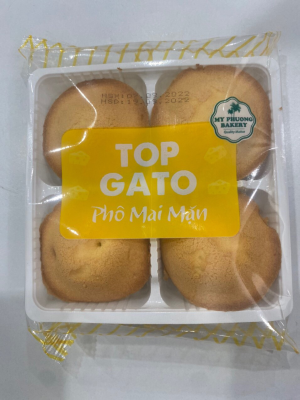 MY PHUONG
BAKERY
TOP
GATO
Phô Mai Mặn